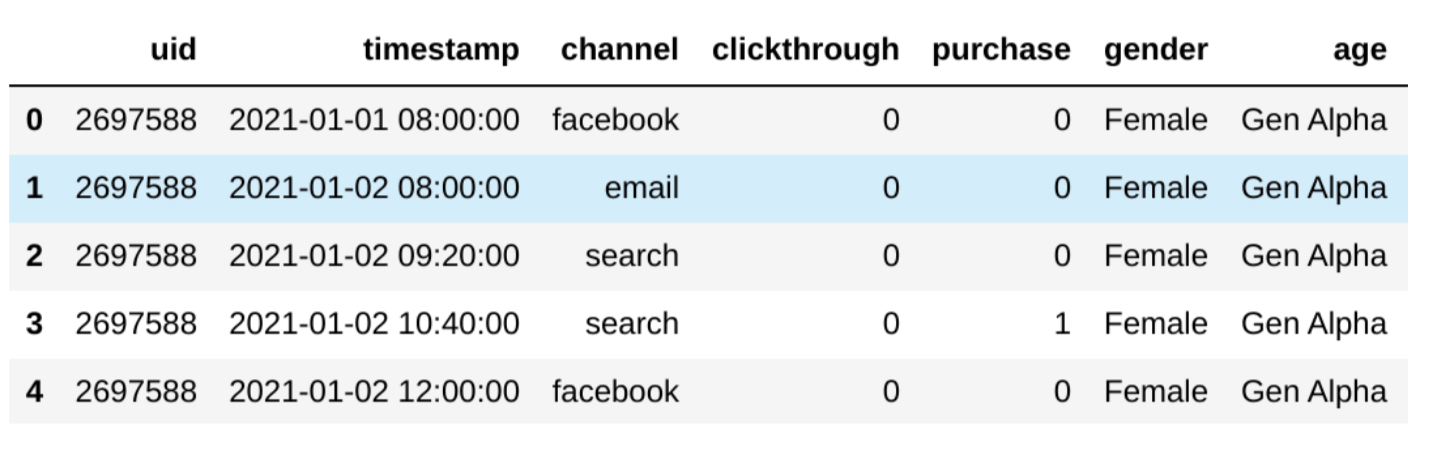 uid timestamp channel clickthrough purchase gender age
0 2697588 2021-01-01 08:00:00 facebook 0 0 Female Gen Alpha
1 2697588 2021-01-02 08:00:00 email 0 0 Female Gen Alpha
2 2697588 2021-01-02 09:20:00 search 0 0 Female Gen Alpha
3 2697588 2021-01-02 10:40:00 search 0 1 Female Gen Alpha
4 2697588 2021-01-02 12:00:00 facebook 0 0 Female Gen Alpha